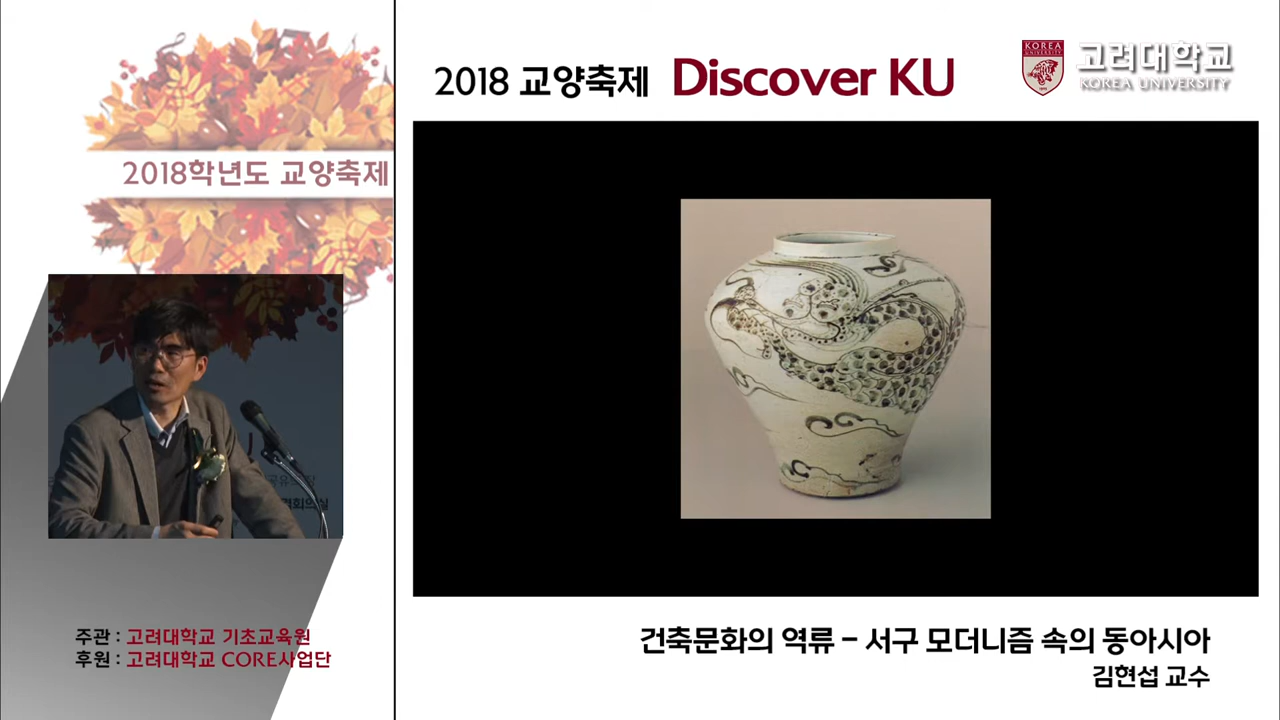 2018 교양축제 Discover KU
KOREA
UNIVERSITY
고려대학교
KOREA UNIVERSITY
2018학년도 교양축제
주관 : 고려대학교 기초교육원
후원 : 고려대학교 CORE사업단
건축문화의 역류 – 서구 모더니즘 속의 동아시아
김현섭 교수